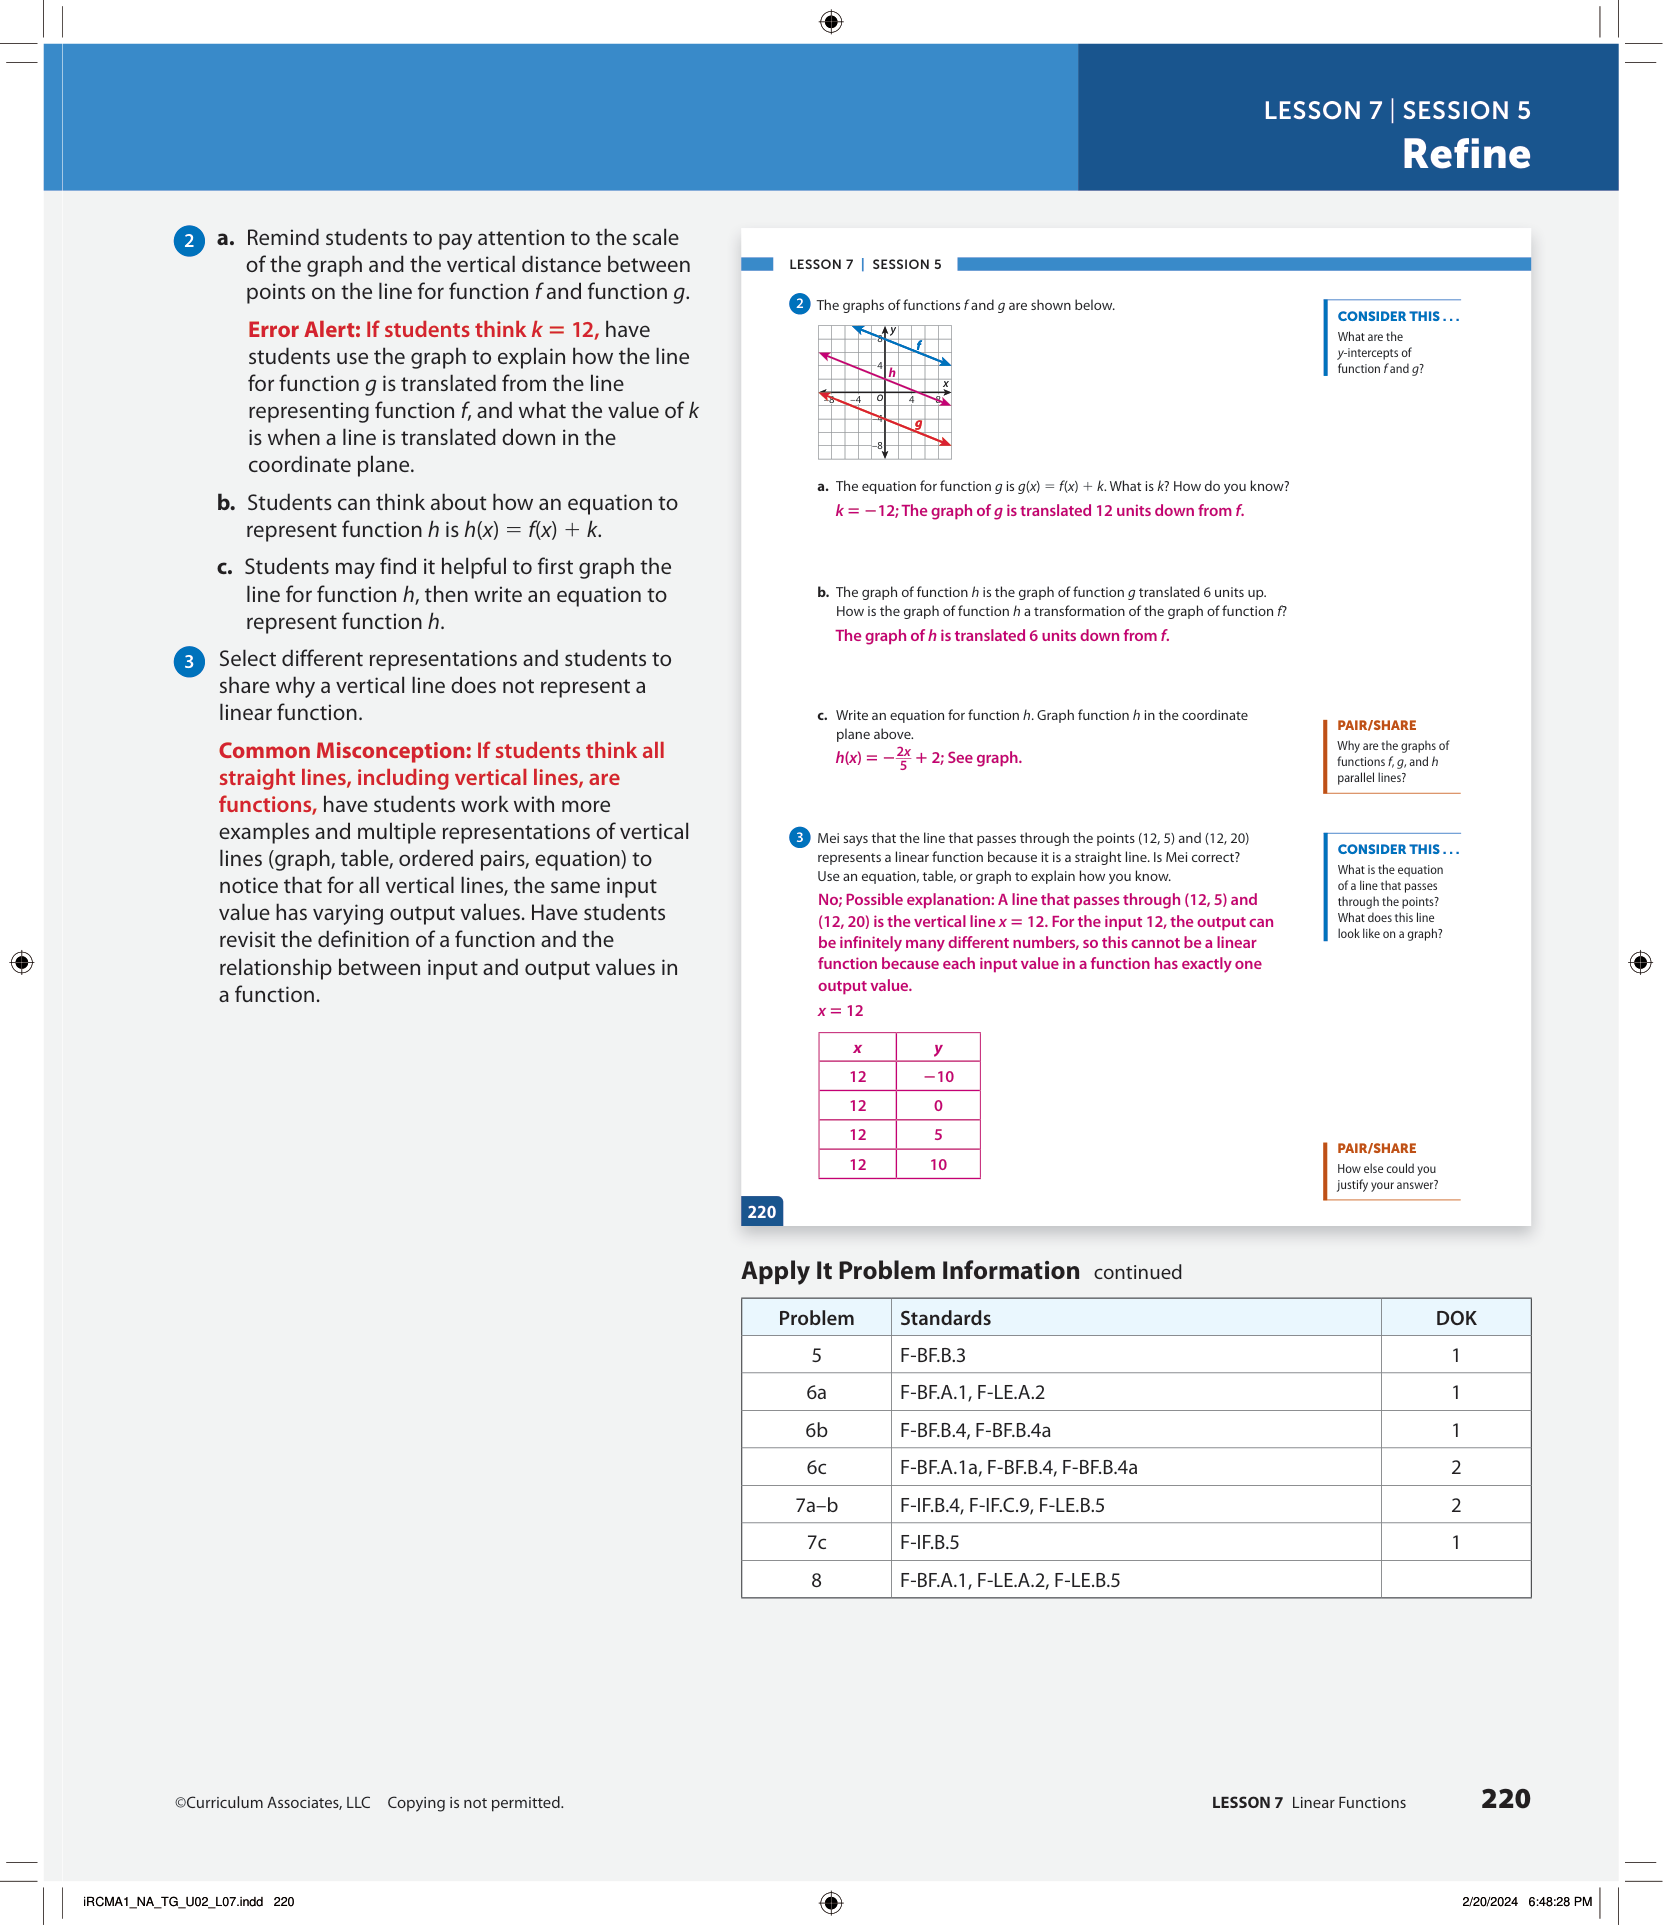 LESSON 7 | SESSION 5
Refine
2 a. Remind students to pay attention to the scale
of the graph and the vertical distance between
points on the line for function f and function g.
Error Alert: If students think k = 12, have
students use the graph to explain how the line
for function g is translated from the line
representing function f, and what the value of k
is when a line is translated down in the
coordinate plane.
b. Students can think about how an equation to
represent function h is h(x) = f(x) + k.
c. Students may find it helpful to first graph the
line for function h, then write an equation to
represent function h.
3 Select different representations and students to
share why a vertical line does not represent a
linear function.
Common Misconception: If students think all
straight lines, including vertical lines, are
functions, have students work with more
examples and multiple representations of vertical
lines (graph, table, ordered pairs, equation) to
notice that for all vertical lines, the same input
value has varying output values. Have students
revisit the definition of a function and the
relationship between input and output values in
a function.
LESSON 7 | SESSION 5
2 The graphs of functions f and g are shown below.
y
8
f
4
h
x
−8 −4 O 4 8
−4
g
−8
CONSIDER THIS . . .
What are the
y-intercepts of
function f and g?
a. The equation for function g is g(x) = f(x) + k. What is k? How do you know?
k = −12; The graph of g is translated 12 units down from f.
b. The graph of function h is the graph of function g translated 6 units up.
How is the graph of function h a transformation of the graph of function f?
The graph of h is translated 6 units down from f.
c. Write an equation for function h. Graph function h in the coordinate
plane above.
h(x) = −2x/5 + 2; See graph.
PAIR/SHARE
Why are the graphs of
functions f, g, and h
parallel lines?
3 Mei says that the line that passes through the points (12, 5) and (12, 20)
represents a linear function because it is a straight line. Is Mei correct?
Use an equation, table, or graph to explain how you know.
No; Possible explanation: A line that passes through (12, 5) and
(12, 20) is the vertical line x = 12. For the input 12, the output can
be infinitely many different numbers, so this cannot be a linear
function because each input value in a function has exactly one
output value.
x = 12
x y
12 −10
12 0
12 5
12 10
CONSIDER THIS . . .
What is the equation
of a line that passes
through the points?
What does this line
look like on a graph?
PAIR/SHARE
How else could you
justify your answer?
220
Apply It Problem Information continued
Problem Standards DOK
5 F-BF.B.3 1
6a F-BF.A.1, F-LE.A.2 1
6b F-BF.B.4, F-BF.B.4a 1
6c F-BF.A.1a, F-BF.B.4, F-BF.B.4a 2
7a–b F-IF.B.4, F-IF.C.9, F-LE.B.5 2
7c F-IF.B.5 1
8 F-BF.A.1, F-LE.A.2, F-LE.B.5
©Curriculum Associates, LLC Copying is not permitted.
LESSON 7 Linear Functions 220
iRCMA1_NA_TG_U02_L07.indd 220
2/20/2024 6:48:28 PM